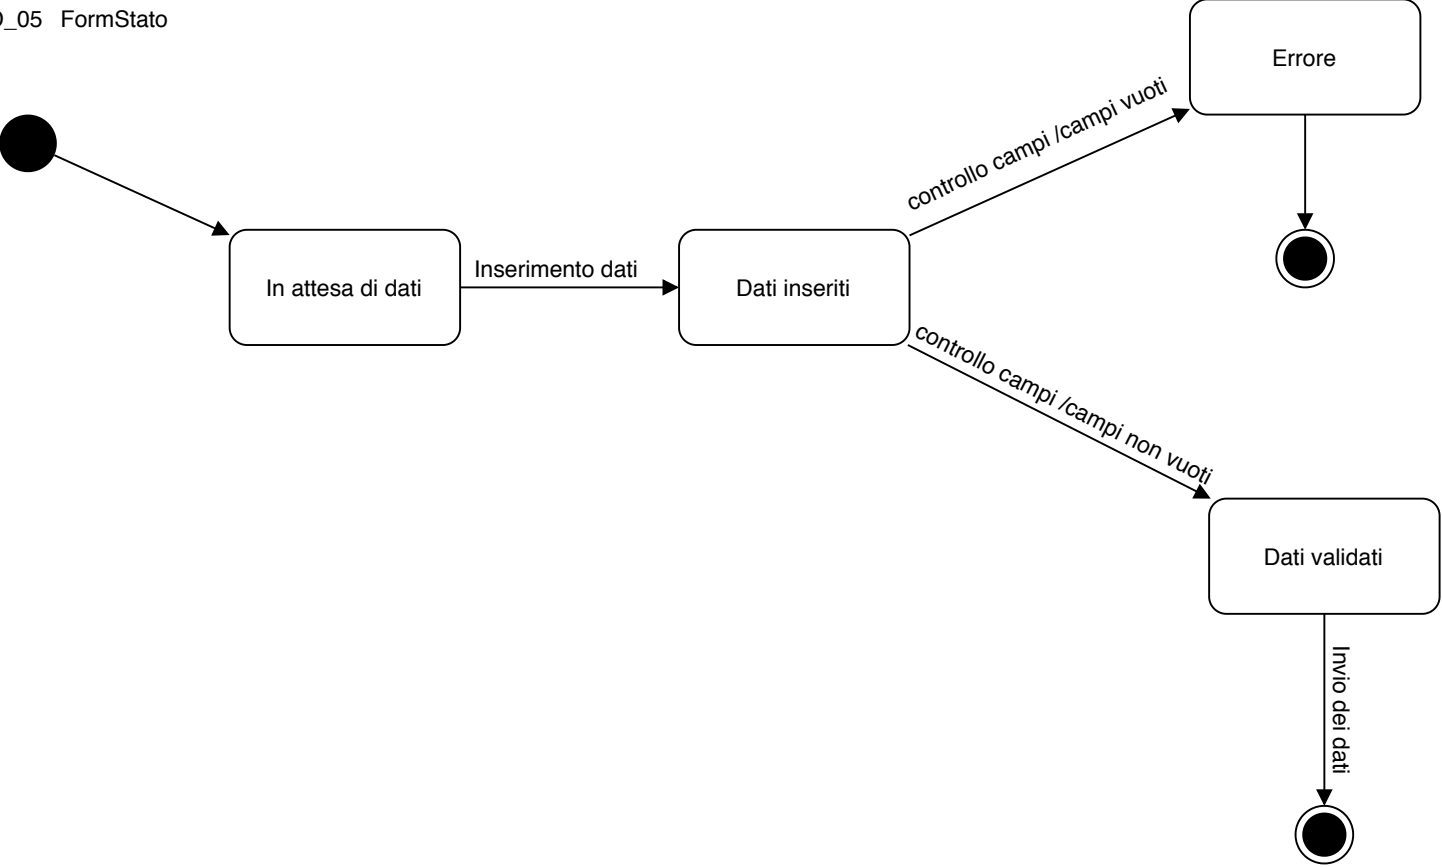 _05 FormStato
Errore
controllo campi /campi vuoti
In attesa di dati
Inserimento dati
Dati inseriti
controllo campi /campi non vuoti
Dati validati
Invio dei dati